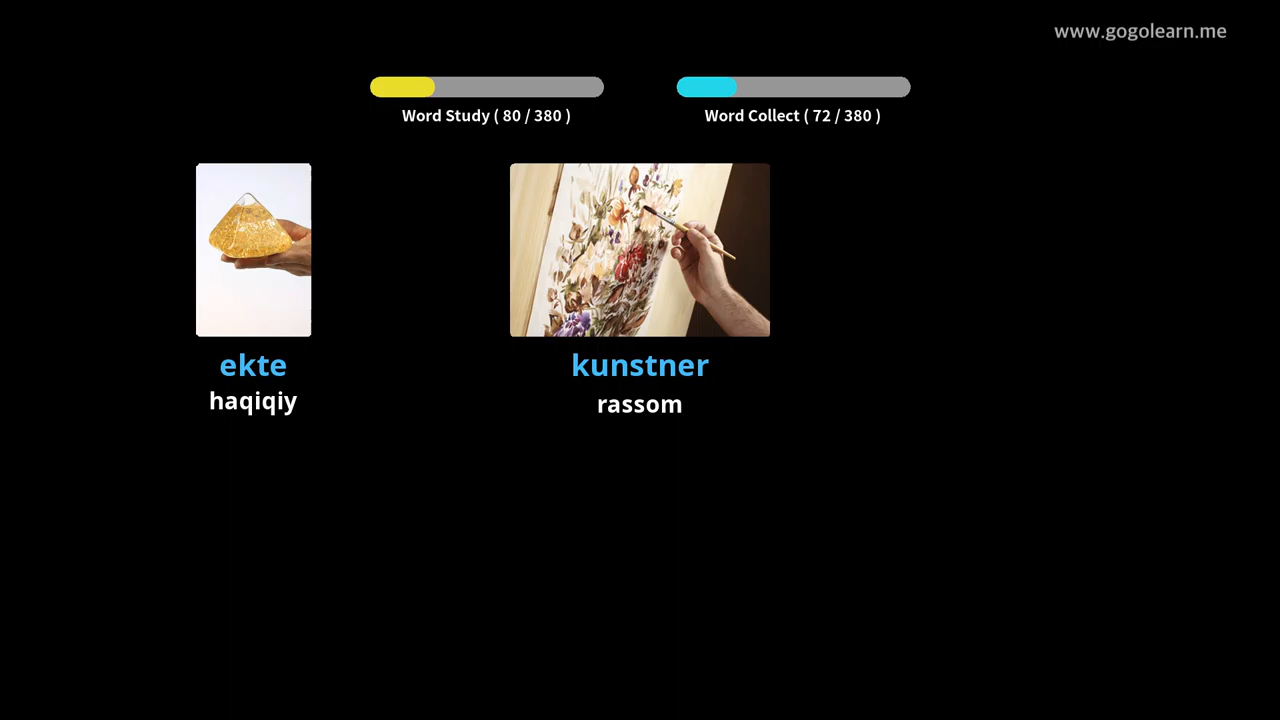 www.gogolearn.me
Word Study ( 80 / 380 )
Word Collect ( 72 / 380 )
ekte
haqiqiy
kunstner
rassom